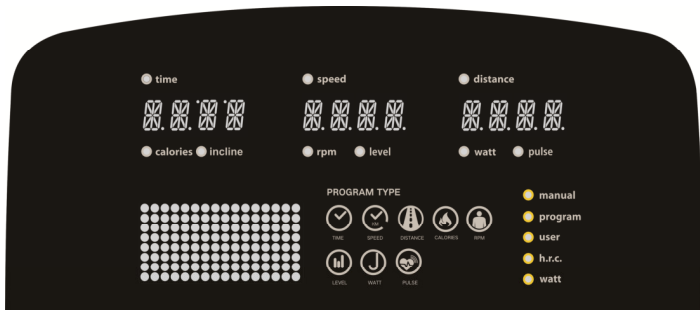 time speed distance
calories incline rpm level watt pulse
PROGRAM TYPE
manual
program
user
h.r.c.
watt
TIME SPEED DISTANCE CALORIES RPM
LEVEL WATT PULSE